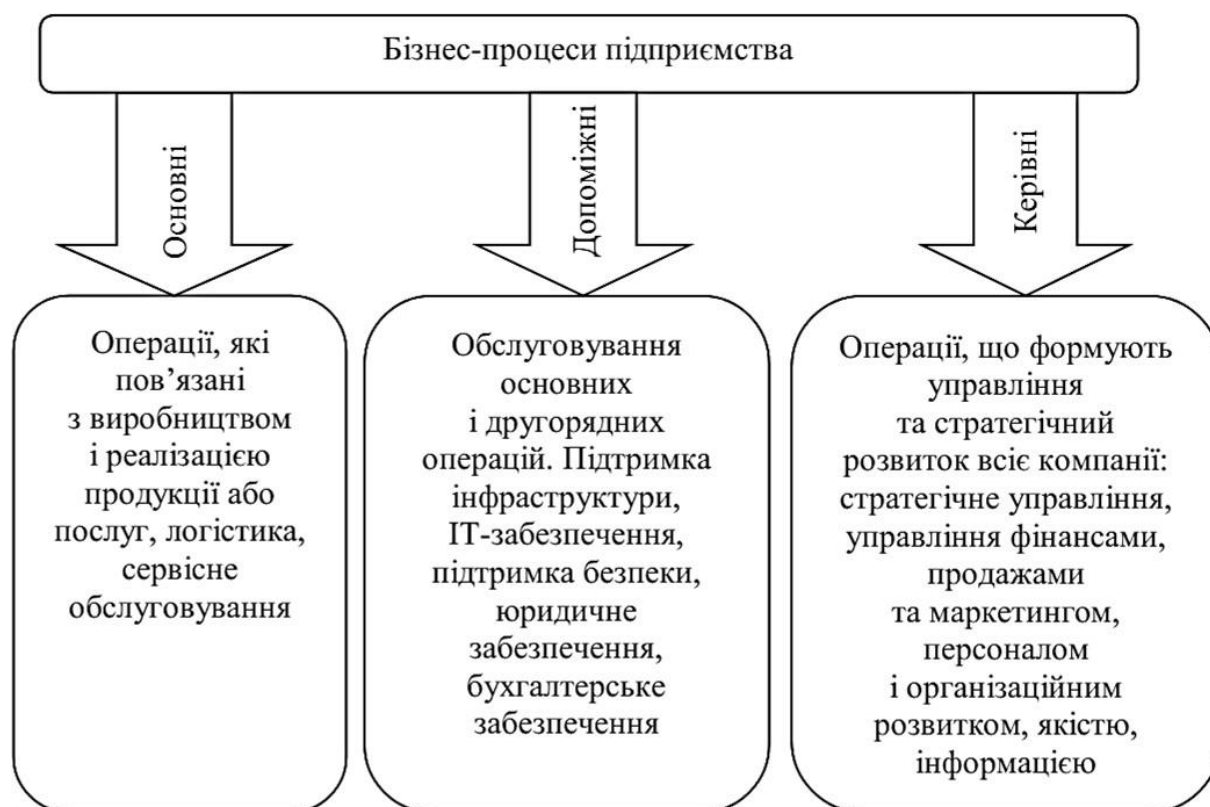 Бізнес-процеси підприємства
Основні
Допоміжні
Керівні
Операції, які
пов’язані
з виробництвом
і реалізацією
продукції або
послуг, логістика,
сервісне
обслуговування
Обслуговування
основних
і другорядних
операцій. Підтримка
інфраструктури,
ІТ-забезпечення,
підтримка безпеки,
юридичне
забезпечення,
бухгалтерське
забезпечення
Операції, що формують
управління
та стратегічний
розвиток всіє компанії:
стратегічне управління,
управління фінансами,
продажами
та маркетингом,
персоналом
і організаційним
розвитком, якістю,
інформацією